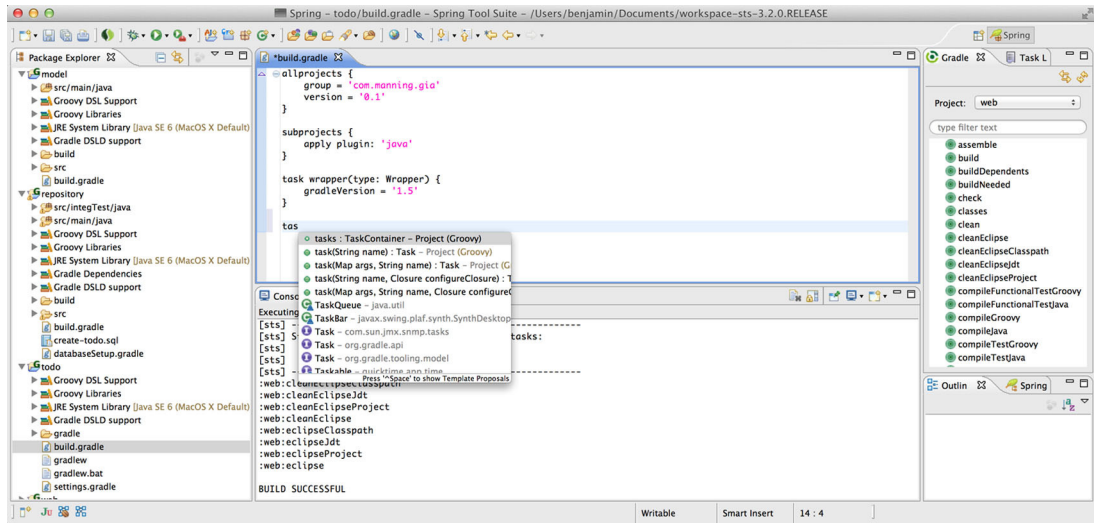 Spring - todo/build.gradle - Spring Tool Suite - /Users/benjamin/Documents/workspace-sts-3.2.0.RELEASE
Spring
Package Explorer
model
src/main/java
Groovy DSL Support
Groovy Libraries
JRE System Library [Java SE 6 (MacOS X Default)
Gradle DSLD support
build
src
build.gradle
repository
src/integTest/java
src/main/java
Groovy DSL Support
Groovy Libraries
JRE System Library [Java SE 6 (MacOS X Default)
Gradle Dependencies
Gradle DSLD support
build
src
build.gradle
create-todo.sql
databaseSetup.gradle
todo
Groovy DSL Support
Groovy Libraries
JRE System Library [Java SE 6 (MacOS X Default)
Gradle DSLD support
gradle
build.gradle
gradlew
gradlew.bat
settings.gradle
*build.gradle
allprojects {
group = 'com.manning.gia'
version = '0.1'
}
subprojects {
apply plugin: 'java'
}
task wrapper(type: Wrapper) {
gradleVersion = '1.5'
}
tas
tasks : TaskContainer - Project (Groovy)
task(String name) : Task - Project (Groovy)
task(Map args, String name) : Task - Project (G
task(String name, Closure configureClosure) : T
task(Map args, String name, Closure configure
TaskQueue - java.util
TaskBar - javax.swing.plaf.synth.SynthDesktop
Task - com.sun.jmx.snmp.tasks
Task - org.gradle.api
Task - org.gradle.tooling.model
Taskable - quicktime.app.time
Press '^Space' to show Template Proposals
Conso
Executing
[sts] -----------------------------
[sts] S tasks:
[sts]
[sts]
[sts] -----------------------------
:web:cleanEclipseClasspath
:web:cleanEclipseJdt
:web:cleanEclipseProject
:web:cleanEclipse
:web:eclipseClasspath
:web:eclipseJdt
:web:eclipseProject
:web:eclipse
BUILD SUCCESSFUL
Gradle
Task L
Project: web
type filter text
assemble
build
buildDependents
buildNeeded
check
classes
clean
cleanEclipse
cleanEclipseClasspath
cleanEclipseJdt
cleanEclipseProject
compileFunctionalTestGroovy
compileFunctionalTestJava
compileGroovy
compileJava
compileTestGroovy
compileTestJava
Outlin
Spring
Ju
Writable
Smart Insert
14 : 4